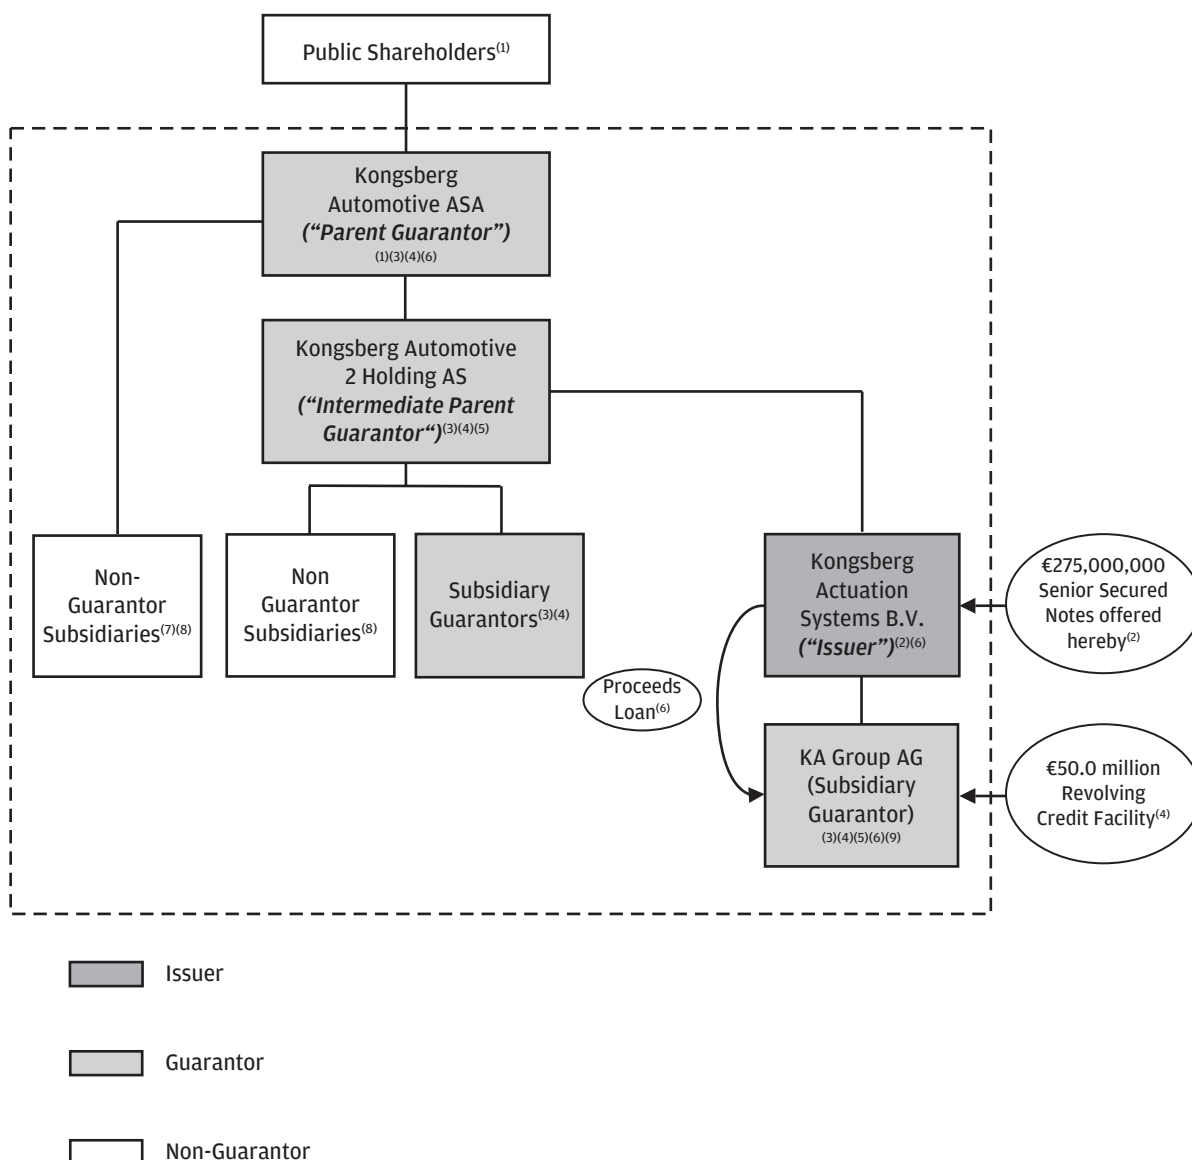 Public Shareholders(1)
Kongsberg
Automotive ASA
(“Parent Guarantor”)
(1)(3)(4)(6)
Kongsberg Automotive
2 Holding AS
(“Intermediate Parent
Guarantor“)(3)(4)(5)
Non-
Guarantor
Subsidiaries(7)(8)
Non
Guarantor
Subsidiaries(8)
Subsidiary
Guarantors(3)(4)
Kongsberg
Actuation
Systems B.V.
(“Issuer”)(2)(6)
€275,000,000
Senior Secured
Notes offered
hereby(2)
Proceeds
Loan(6)
KA Group AG
(Subsidiary
Guarantor)
(3)(4)(5)(6)(9)
€50.0 million
Revolving
Credit Facility(4)
Issuer
Guarantor
Non-Guarantor